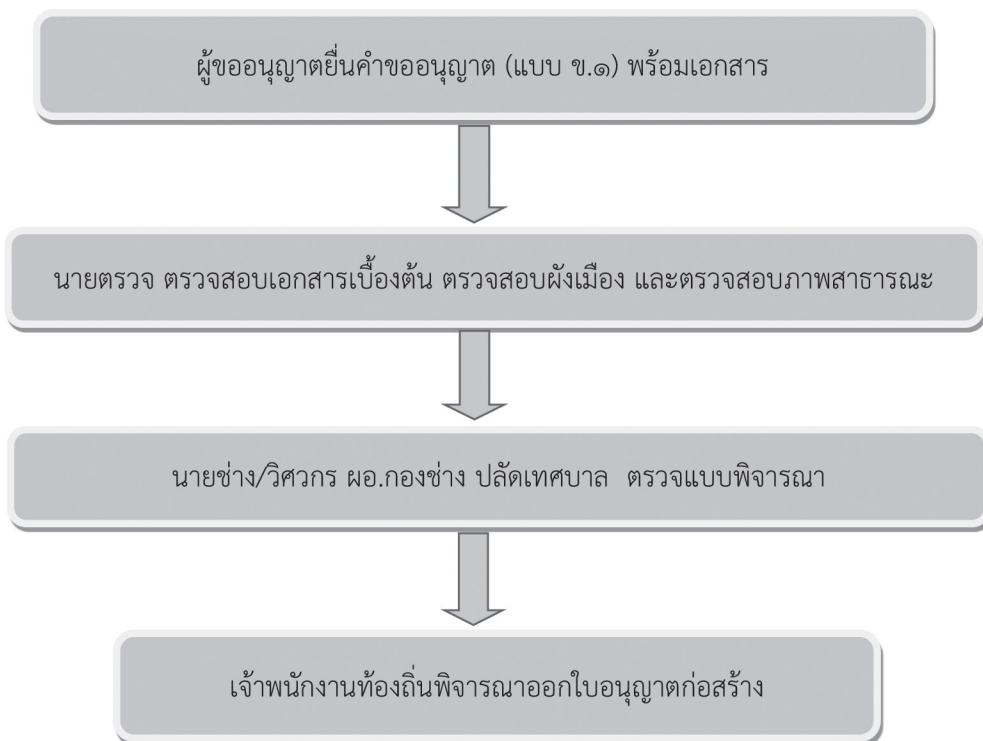 ผู้ขออนุญาตยื่นคำขออนุญาต (แบบ ข.๑) พร้อมเอกสาร
นายตรวจ ตรวจสอบเอกสารเบื้องต้น ตรวจสอบผังเมือง และตรวจสอบภาพสาธารณะ
นายช่าง/วิศวกร ผอ.กองช่าง ปลัดเทศบาล ตรวจแบบพิจารณา
เจ้าพนักงานท้องถิ่นพิจารณาออกใบอนุญาตก่อสร้าง